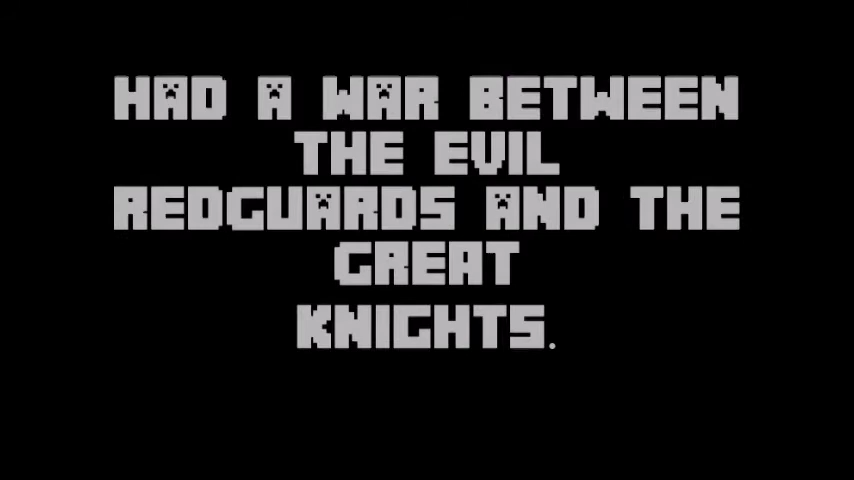 HAD A WAR BETWEEN
THE EVIL
REDGUARDS AND THE
GREAT
KNIGHTS.